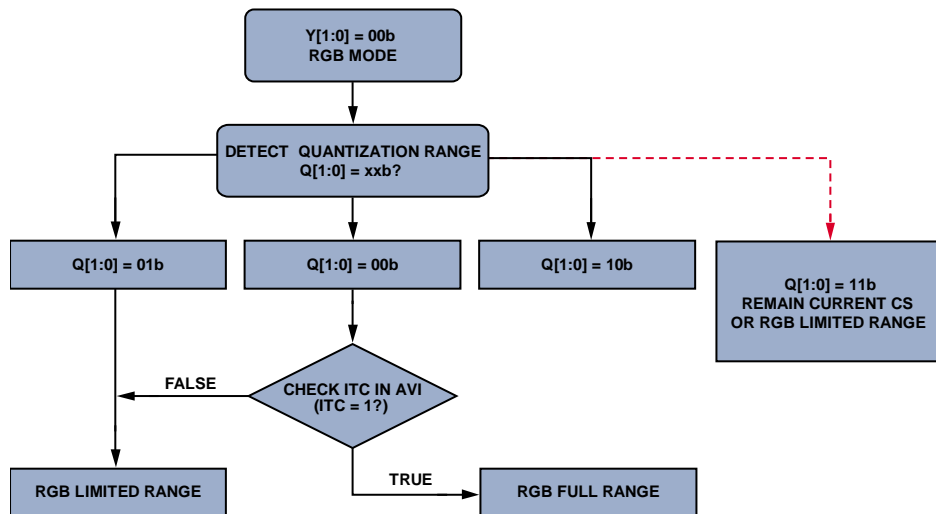 Y[1:0] = 00b
RGB MODE
DETECT QUANTIZATION RANGE
Q[1:0] = xxb?
Q[1:0] = 01b
Q[1:0] = 00b
Q[1:0] = 10b
Q[1:0] = 11b
REMAIN CURRENT CS
OR RGB LIMITED RANGE
FALSE
CHECK ITC IN AVI
(ITC = 1?)
TRUE
RGB LIMITED RANGE
RGB FULL RANGE